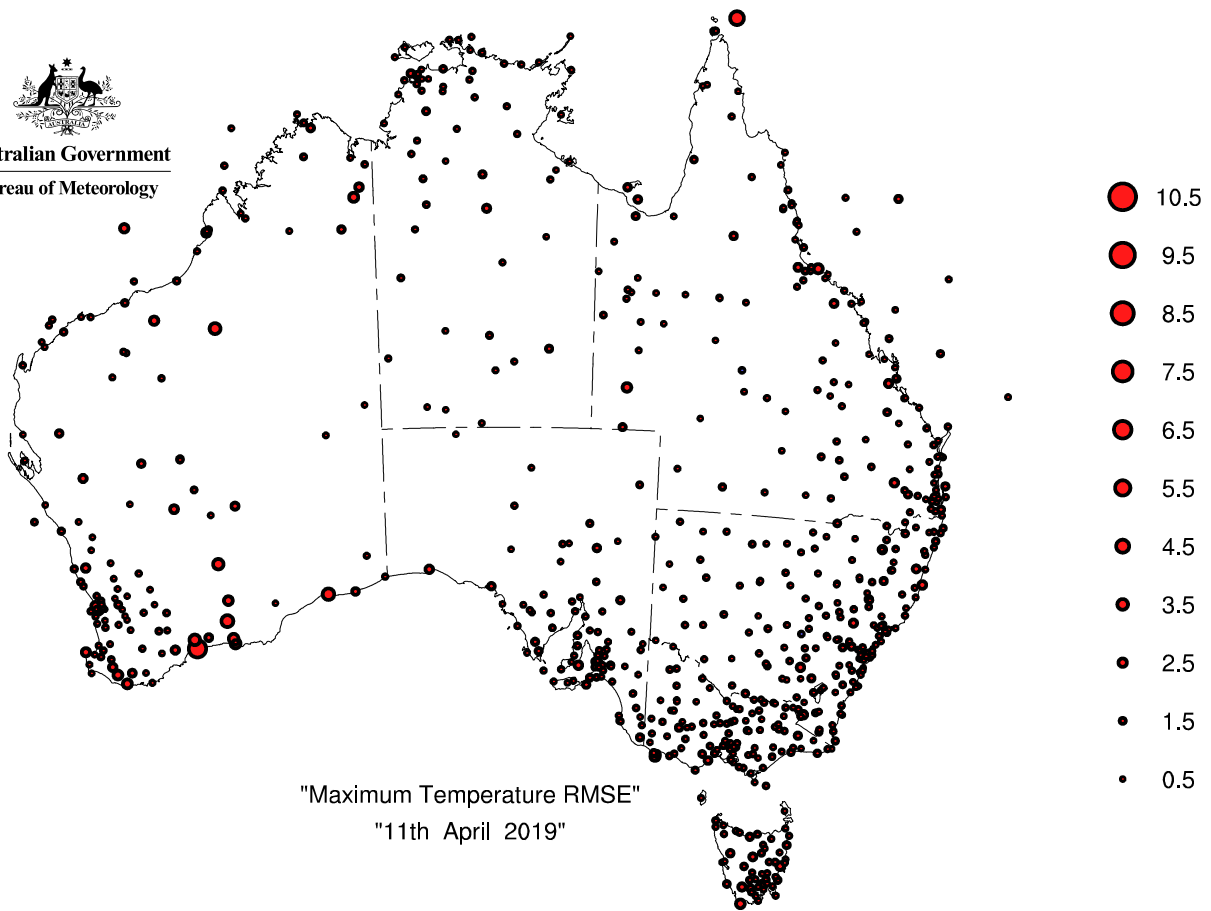 AUSTRALIA
tralian Government
reau of Meteorology
10.5
9.5
8.5
7.5
6.5
5.5
4.5
3.5
2.5
1.5
0.5
"Maximum Temperature RMSE"
"11th April 2019"